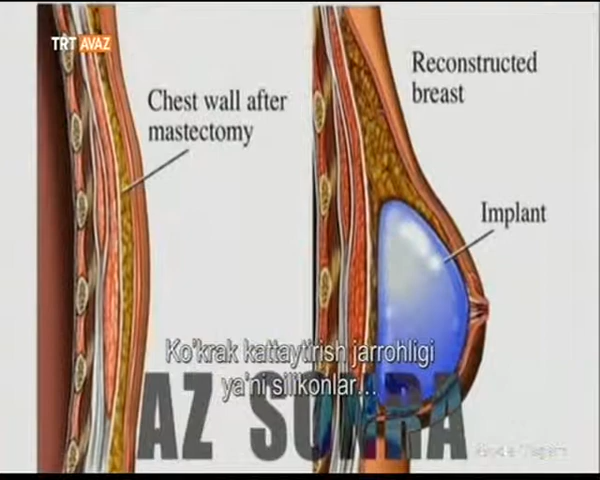 TRT AVAZ
Chest wall after
mastectomy
Reconstructed
breast
Implant
Ko'krak kattaytirish jarrohligi
ya'ni silikonlar...
AZ SONRA